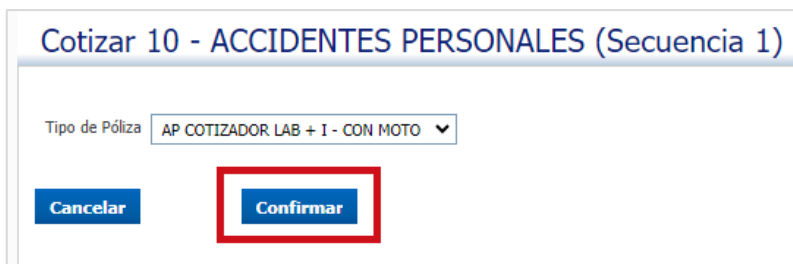 Cotizar 10 - ACCIDENTES PERSONALES (Secuencia 1)
Tipo de Póliza AP COTIZADOR LAB + I - CON MOTO
Cancelar Confirmar